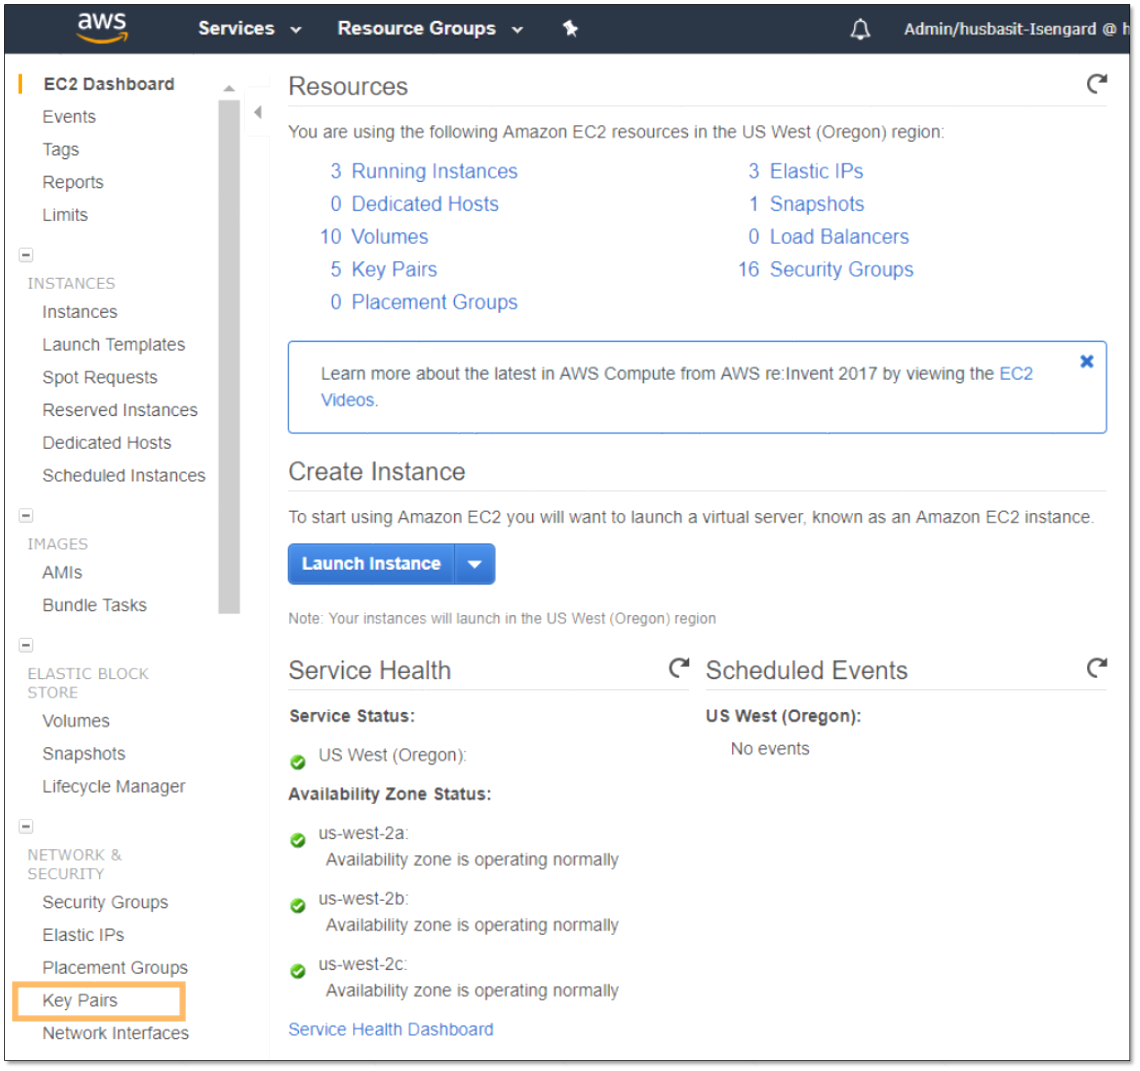 aws
Services
Resource Groups
Admin/husbasit-Isengard @ h
EC2 Dashboard
Events
Tags
Reports
Limits
INSTANCES
Instances
Launch Templates
Spot Requests
Reserved Instances
Dedicated Hosts
Scheduled Instances
IMAGES
AMIs
Bundle Tasks
ELASTIC BLOCK
STORE
Volumes
Snapshots
Lifecycle Manager
NETWORK &
SECURITY
Security Groups
Elastic IPs
Placement Groups
Key Pairs
Network Interfaces
Resources
You are using the following Amazon EC2 resources in the US West (Oregon) region:
3 Running Instances
0 Dedicated Hosts
10 Volumes
5 Key Pairs
0 Placement Groups
3 Elastic IPs
1 Snapshots
0 Load Balancers
16 Security Groups
Learn more about the latest in AWS Compute from AWS re:Invent 2017 by viewing the EC2
Videos.
Create Instance
To start using Amazon EC2 you will want to launch a virtual server, known as an Amazon EC2 instance.
Launch Instance
Note: Your instances will launch in the US West (Oregon) region
Service Health
Service Status:
US West (Oregon):
Availability Zone Status:
us-west-2a:
Availability zone is operating normally
us-west-2b:
Availability zone is operating normally
us-west-2c:
Availability zone is operating normally
Service Health Dashboard
Scheduled Events
US West (Oregon):
No events